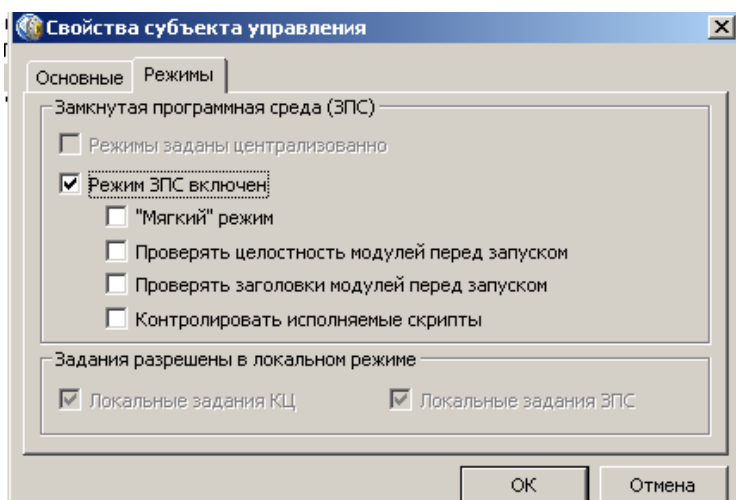 Свойства субъекта управления
Основные Режимы
Замкнутая программная среда (ЗПС)
Режимы заданы централизованно
Режим ЗПС включен
"Мягкий" режим
Проверять целостность модулей перед запуском
Проверять заголовки модулей перед запуском
Контролировать исполняемые скрипты
Задания разрешены в локальном режиме
Локальные задания КЦ Локальные задания ЗПС
ОК Отмена